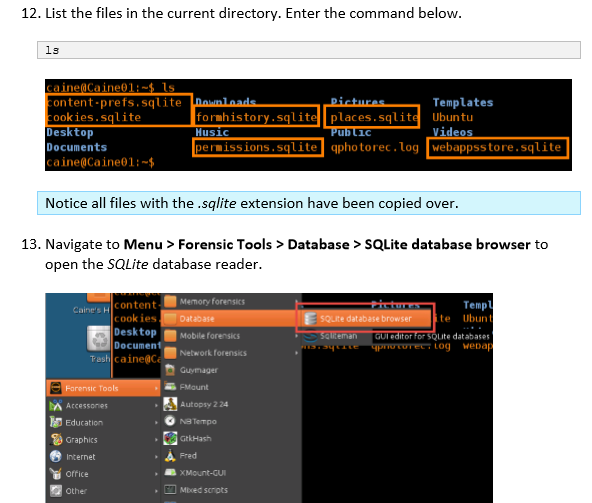 12. List the files in the current directory. Enter the command below.
ls
caine@Caine01:~$ ls
content-prefs.sqlite Downloads Pictures Templates
cookies.sqlite formhistory.sqlite places.sqlite Ubuntu
Desktop Music Public Videos
Documents permissions.sqlite qphotorec.log webappsstore.sqlite
caine@Caine01:~$
Notice all files with the .sqlite extension have been copied over.
13. Navigate to Menu > Forensic Tools > Database > SQLite database browser to
open the SQLite database reader.
Caine's H content- Memory forensics Pictures Templ
cookies. Database SQLite database browser ite Ubunt
Desktop Mobile forensics Sqliteman GUI editor for SQLite databases
Document Network forensics ns.sqlite qphotorec.log webap
Trash caine@Ca Guymager
Forensic Tools FMount
Accessories Autopsy 2.24
Education NBTempo
Graphics GtkHash
Internet Fred
Office XMount-GUI
Other Mixed scripts